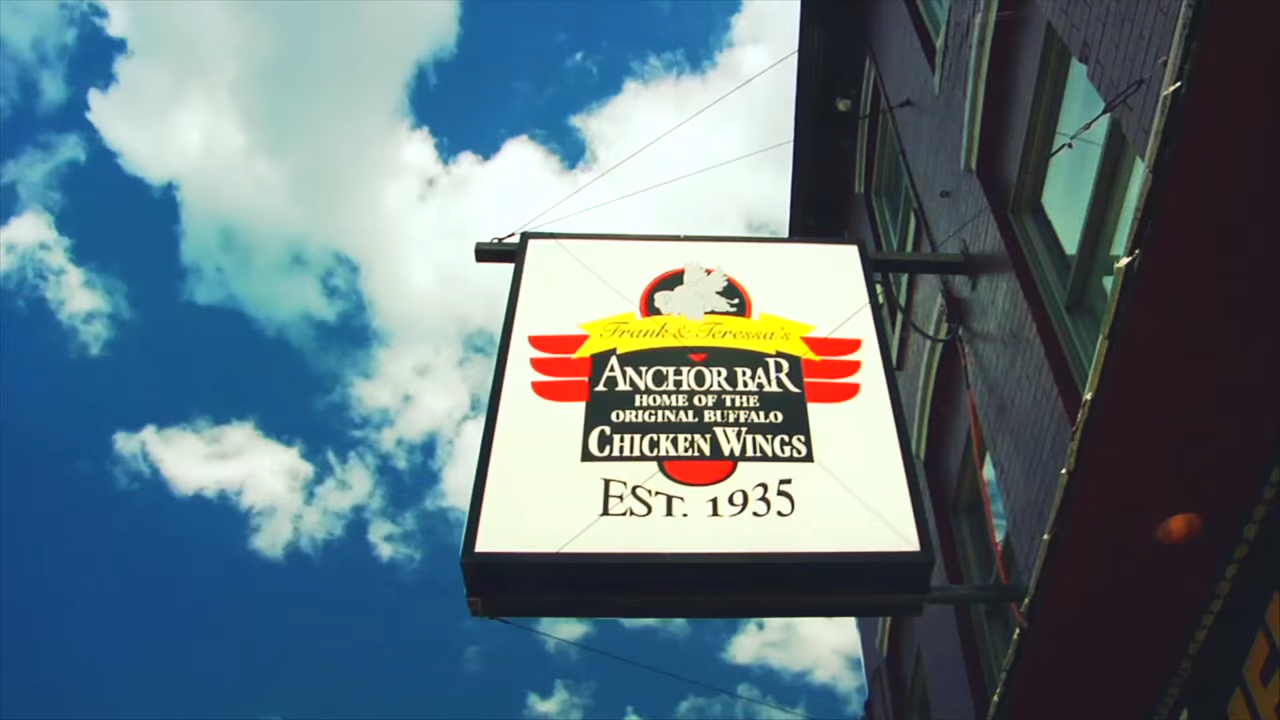 Frank & Teressa's
ANCHOR BAR
HOME OF THE
ORIGINAL BUFFALO
CHICKEN WINGS
EST. 1935